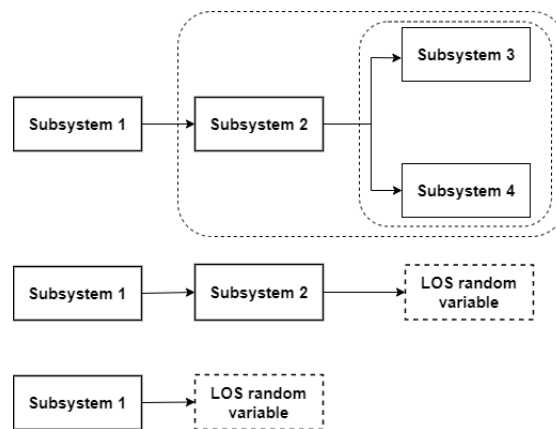 Subsystem 3
Subsystem 1
Subsystem 2
Subsystem 4
Subsystem 1
Subsystem 2
LOS random
variable
Subsystem 1
LOS random
variable